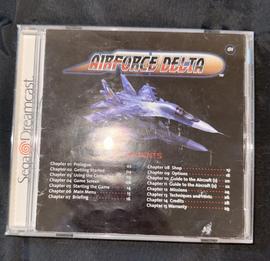 AIRFORCE DELTA
01
TM
Sega Dreamcast
CONTENTS
Chapter 01 Prologue
Chapter 02 Getting Started
Chapter 03 Using the
Chapter 04 Game Screen
Chapter 05 Starting the Game
Chapter 06 Main Menu
Chapter 07 Briefing
Chapter 08 Shop
Chapter 09 Options
Chapter 10 Guide to the Aircraft (1)
Chapter 11 Guide to the Aircraft (2)
Chapter 12 Missions
Chapter 13 Techniques and
Chapter 14 Credits
Chapter 15 Warranty